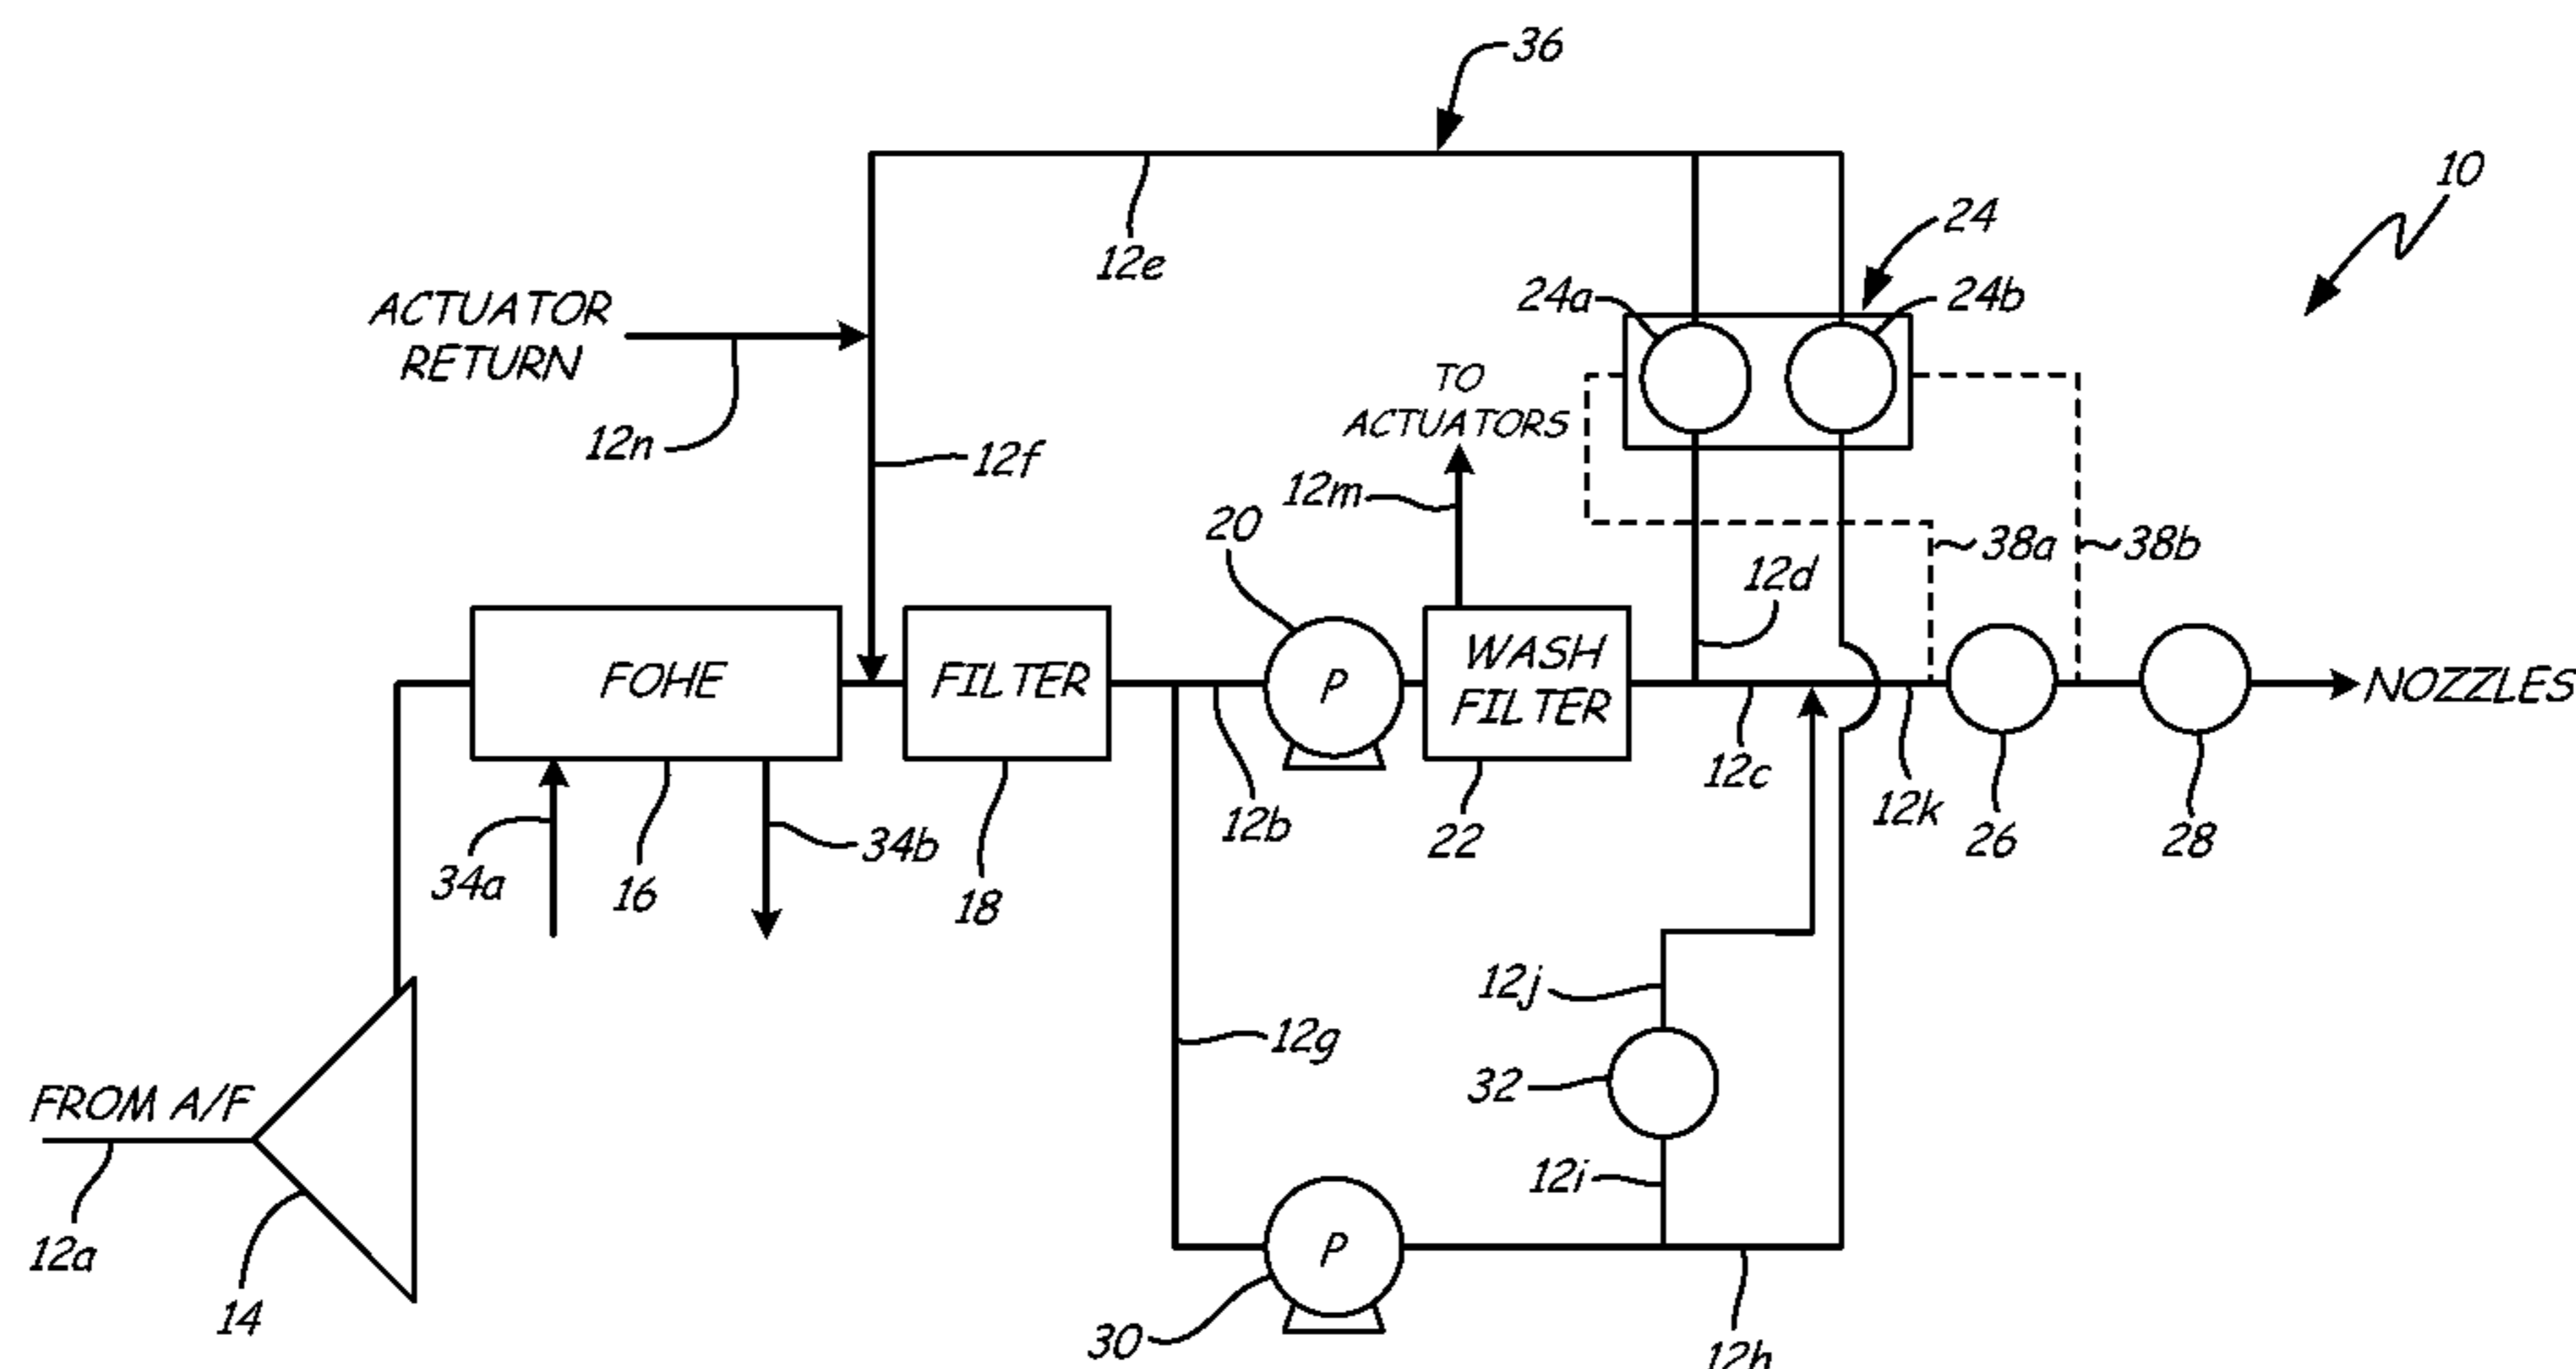 36
10
12e
24
24a
24b
ACTUATOR
RETURN
TO
ACTUATORS
12n
12f
12m
20
38a
38b
12d
FOHE
FILTER
P
WASH
FILTER
NOZZLES
12c
12k
12b
34b
22
26
28
34a
16
18
12j
12g
32
FROM A/F
12i
12a
P
14
30
12h